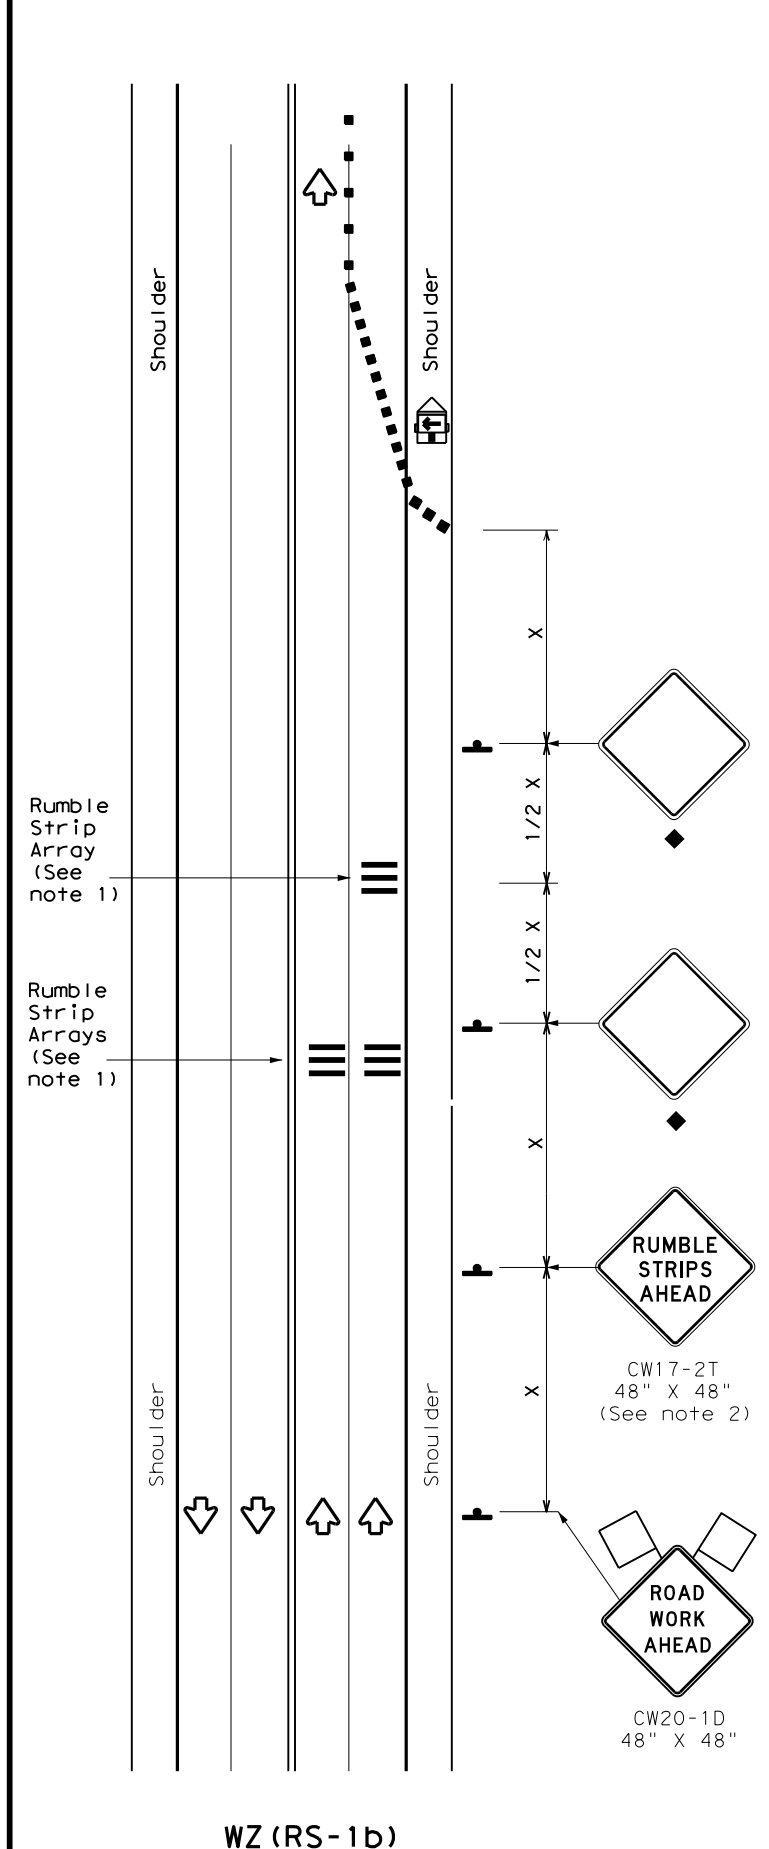 Shoulder
Shoulder
X
Rumble
Strip
Array
(See
note 1)
1/2 X
1/2 X
Rumble
Strip
Arrays
(See
note 1)
X
RUMBLE
STRIPS
AHEAD
CW17-2T
48" X 48"
(See note 2)
X
Shoulder
Shoulder
ROAD
WORK
AHEAD
CW20-1D
48" X 48"
WZ(RS-1b)